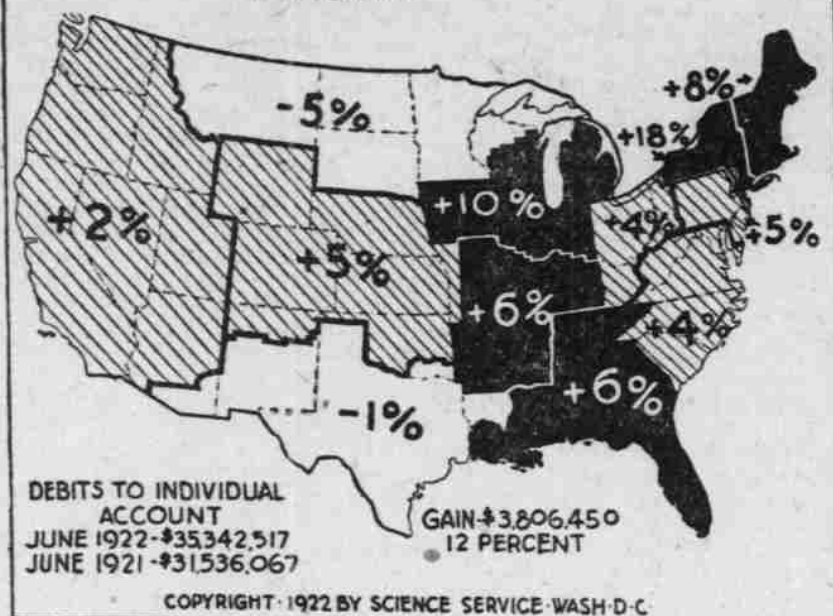 +8%
+18%
-5%
+10%
+4%
+2%
+5%
+5%
+6%
+4%
+6%
-1%
DEBITS TO INDIVIDUAL
ACCOUNT
JUNE 1922-$35,342,517
JUNE 1921-$31,536,067
GAIN-$3,806,450
12 PERCENT
COPYRIGHT·1922 BY SCIENCE SERVICE·WASH·D·C